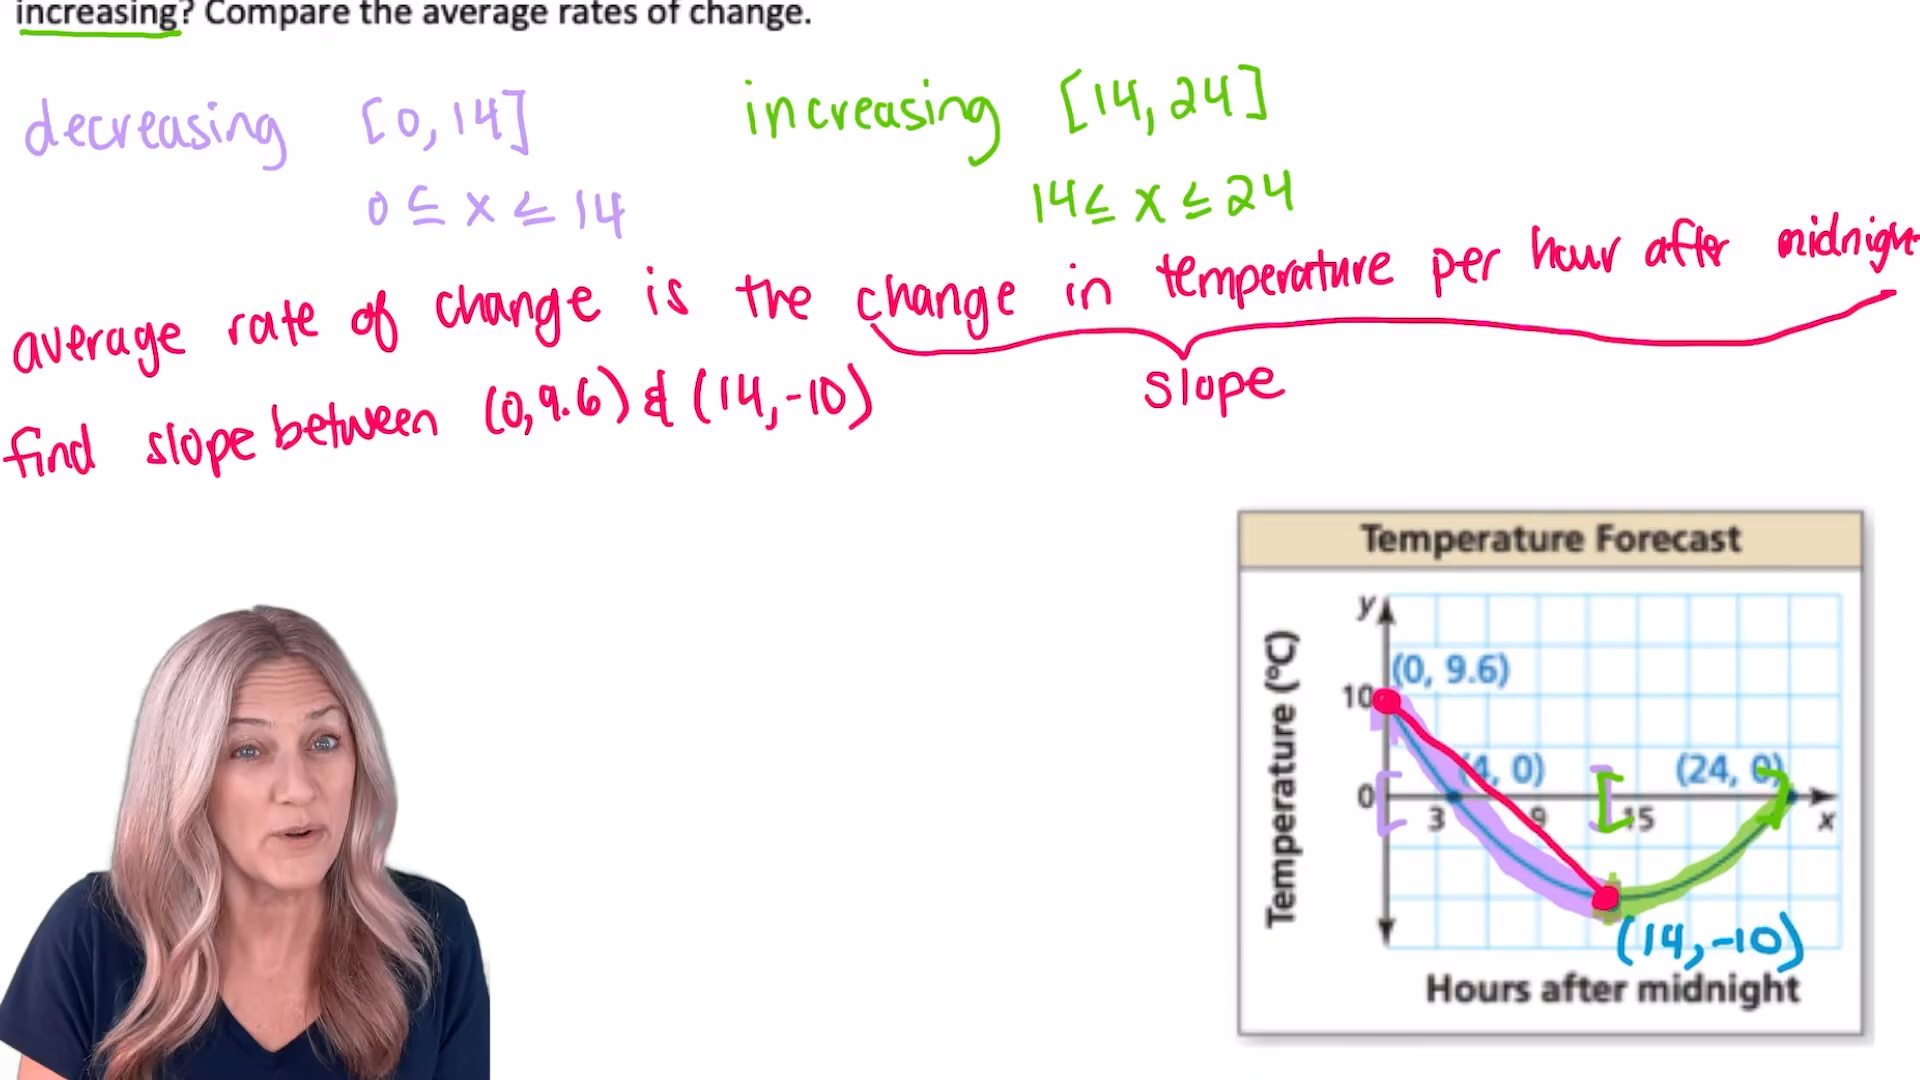 increasing? Compare the average rates of change.
decreasing [0,14] increasing [14,24]
0 ≤ x ≤ 14 14 ≤ x ≤ 24
average rate of change is the change in temperature per hour after midnight
slope
find slope between (0,9.6) & (14,-10)
Temperature Forecast
y
(0, 9.6)
10
(4, 0) (24, 0)
0
3 9 15 x
Temperature (°C)
(14,-10)
Hours after midnight